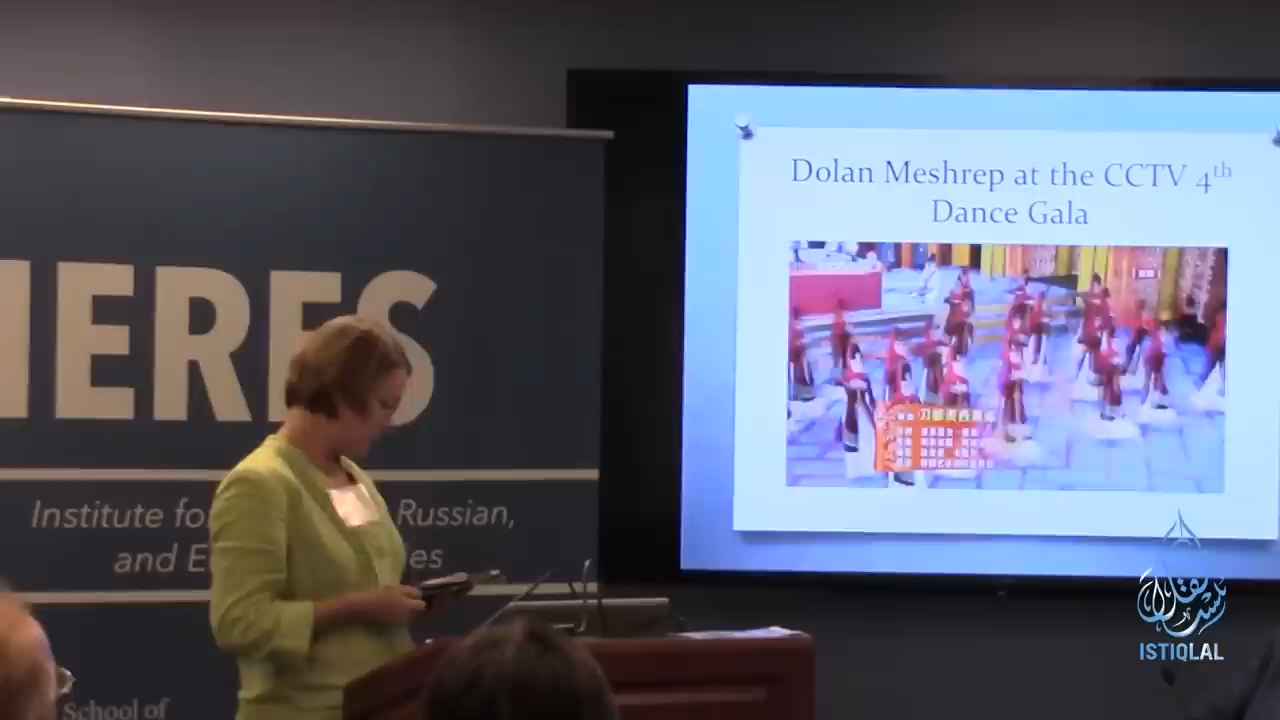 IERES
Institute fo Russian,
and E es
School of
Dolan Meshrep at the CCTV 4th
Dance Gala
ISTIQLAL